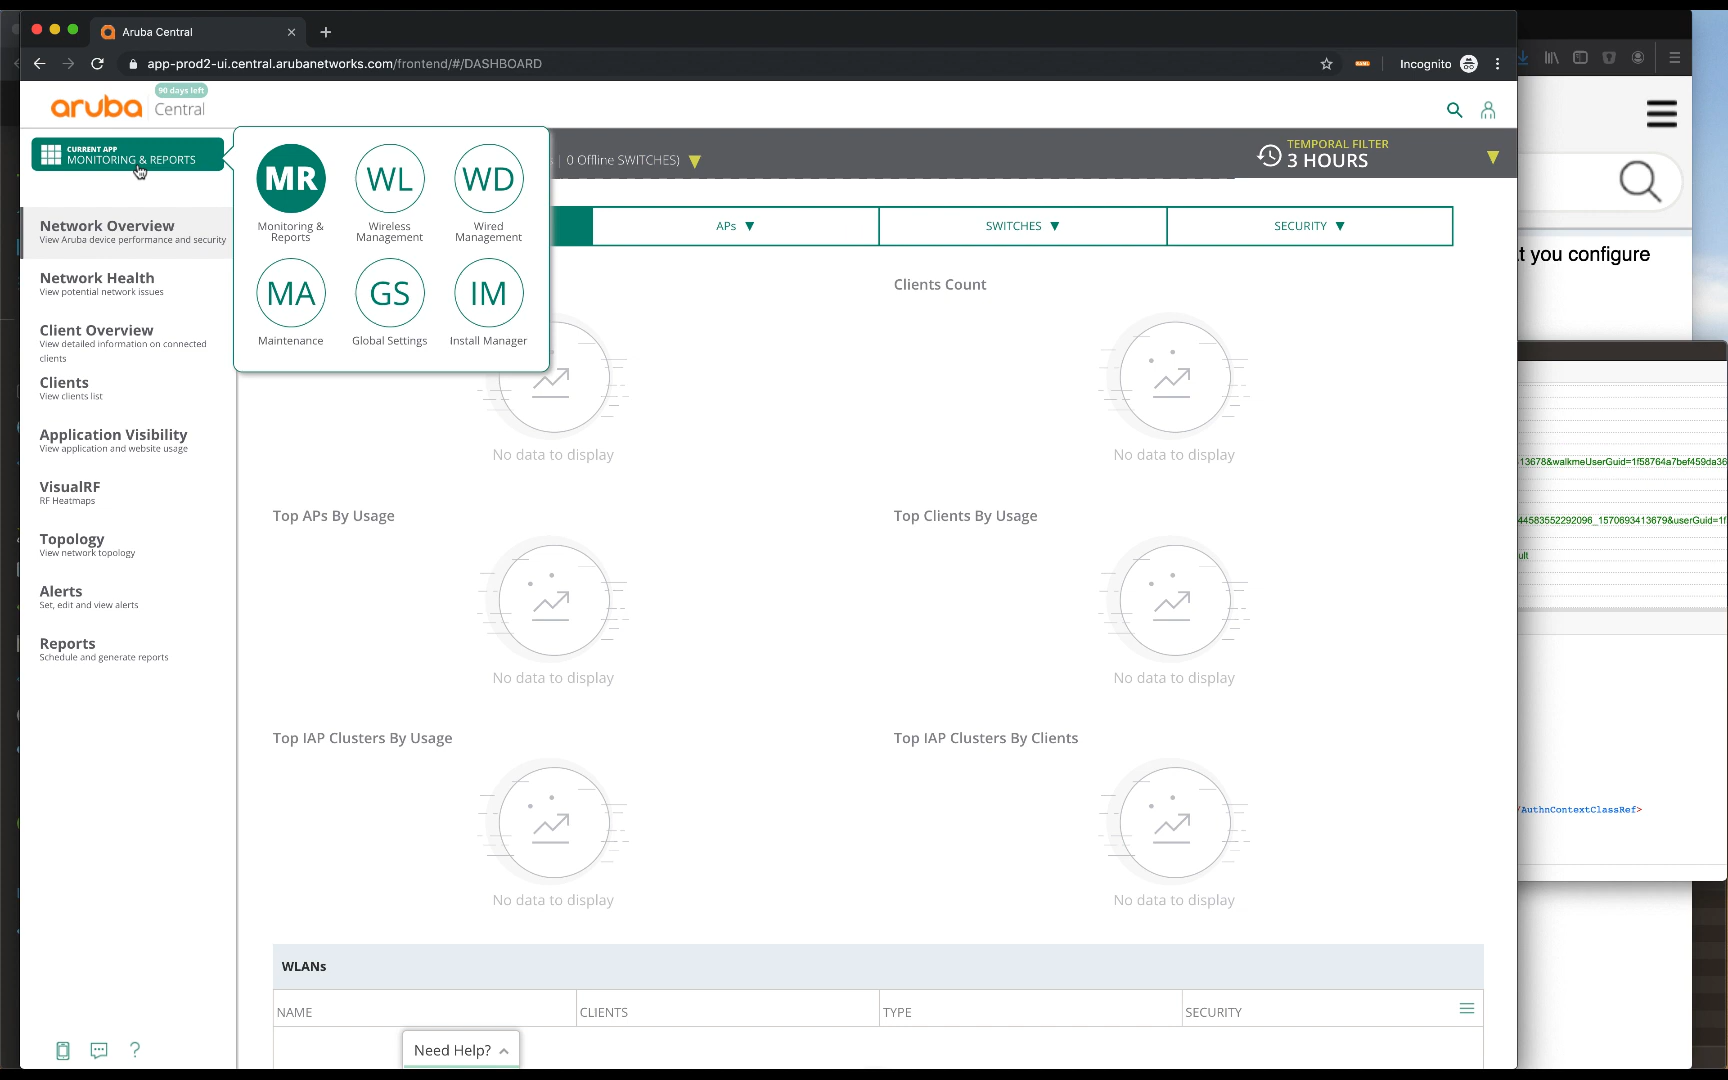 Aruba Central
app-prod2-ui.central.arubanetworks.com/frontend/#/DASHBOARD
Incognito
90 days left
aruba Central
CURRENT APP
MONITORING & REPORTS
MR
Monitoring &
Reports
WL
Wireless
Management
WD
Wired
Management
MA
Maintenance
GS
Global Settings
IM
Install Manager
| 0 Offline SWITCHES)
TEMPORAL FILTER
3 HOURS
APs
SWITCHES
SECURITY
Network Overview
View Aruba device performance and security
Network Health
View potential network issues
Client Overview
View detailed information on connected
clients
Clients
View clients list
Application Visibility
View application and website usage
VisualRF
RF Heatmaps
Topology
View network topology
Alerts
Set, edit and view alerts
Reports
Schedule and generate reports
Clients Count
No data to display
No data to display
Top APs By Usage
Top Clients By Usage
No data to display
No data to display
Top IAP Clusters By Usage
Top IAP Clusters By Clients
No data to display
No data to display
WLANs
NAME
CLIENTS
TYPE
SECURITY
Need Help?
?
t you configure
13678&walkmeUserGuid=1f58764a7bef459da36
44583552292096_1570693413679&userGuid=1f
ult
/AuthnContextClassRef>